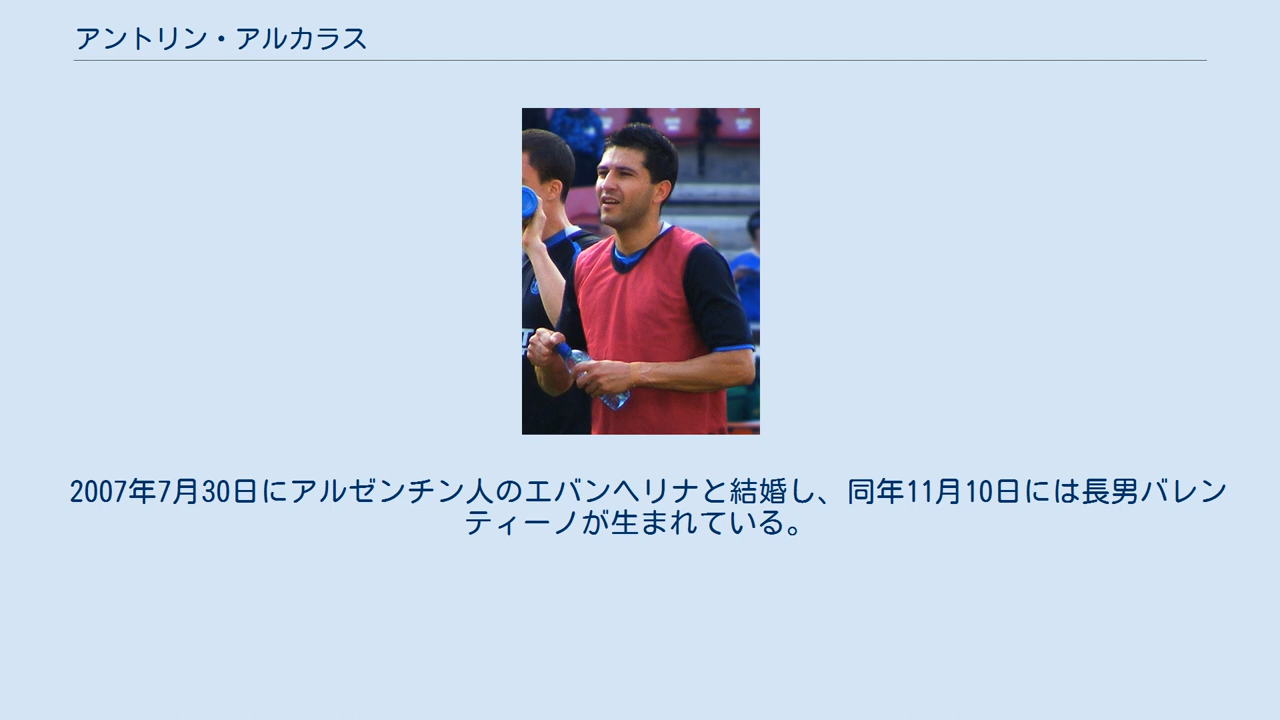 アントリン・アルカラス
2007年7月30日にアルゼンチン人のエバンヘリナと結婚し、同年11月10日には長男バレン
ティーノが生まれている。